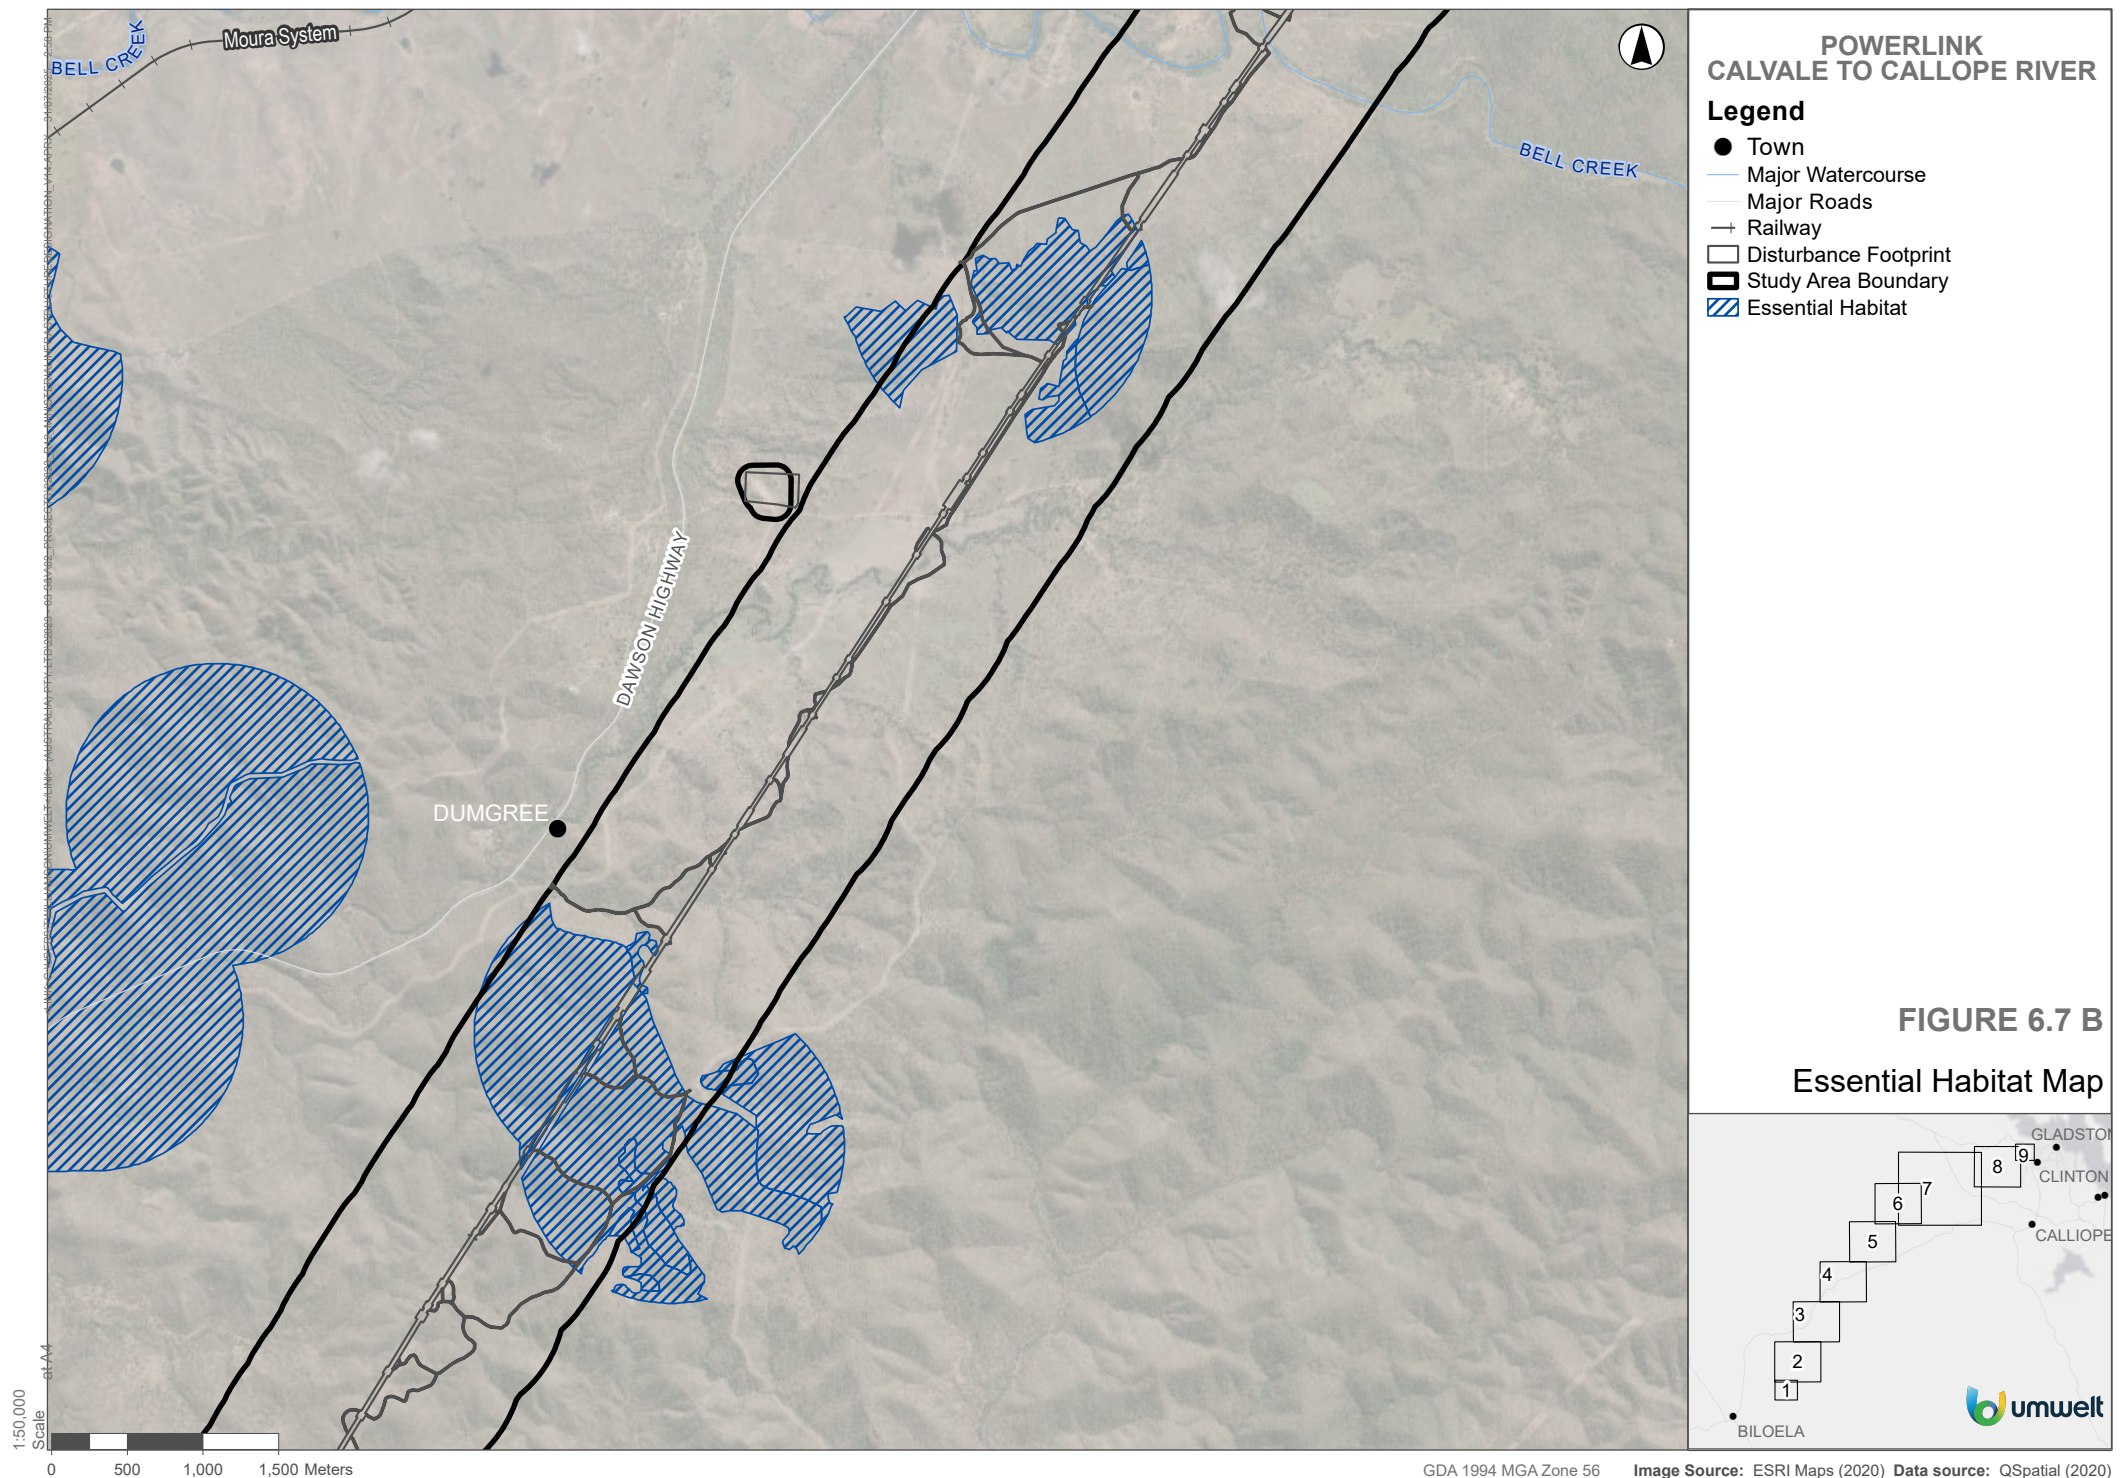 BELL CREEK
Moura System
BELL CREEK
DAWSON HIGHWAY
DUMGREE
POWERLINK
CALVALE TO CALLOPE RIVER
Legend
Town
Major Watercourse
Major Roads
Railway
Disturbance Footprint
Study Area Boundary
Essential Habitat
FIGURE 6.7 B
Essential Habitat Map
GLADSTON
CLINTON
CALLIOPE
BILOELA
9
8
7
6
5
4
3
2
1
umwelt
1:50,000
Scale
at A4
0 500 1,000 1,500 Meters
GDA 1994 MGA Zone 56 Image Source: ESRI Maps (2020) Data source: QSpatial (2020)